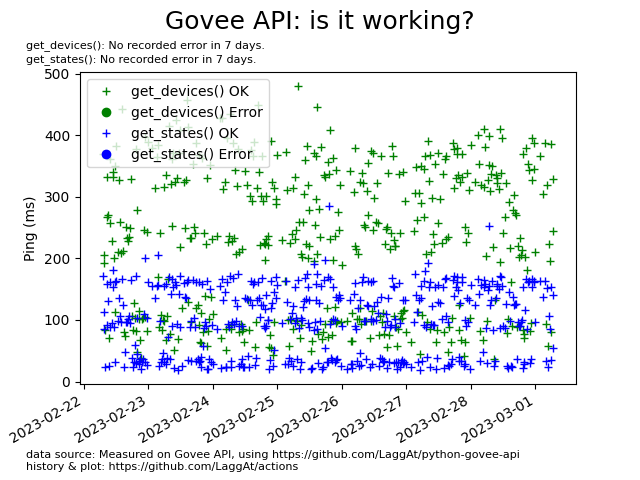 Govee API: is it working?
get_devices(): No recorded error in 7 days.
get_states(): No recorded error in 7 days.
500
get_devices() OK
get_devices() Error
400
get_states() OK
get_states() Error
300
Ping (ms)
200
100
0
2023-02-22
2023-02-23
2023-02-24
2023-02-25
2023-02-26
2023-02-27
2023-02-28
2023-03-01
data source: Measured on Govee API, using https://github.com/LaggAt/python-govee-api
history & plot: https://github.com/LaggAt/actions